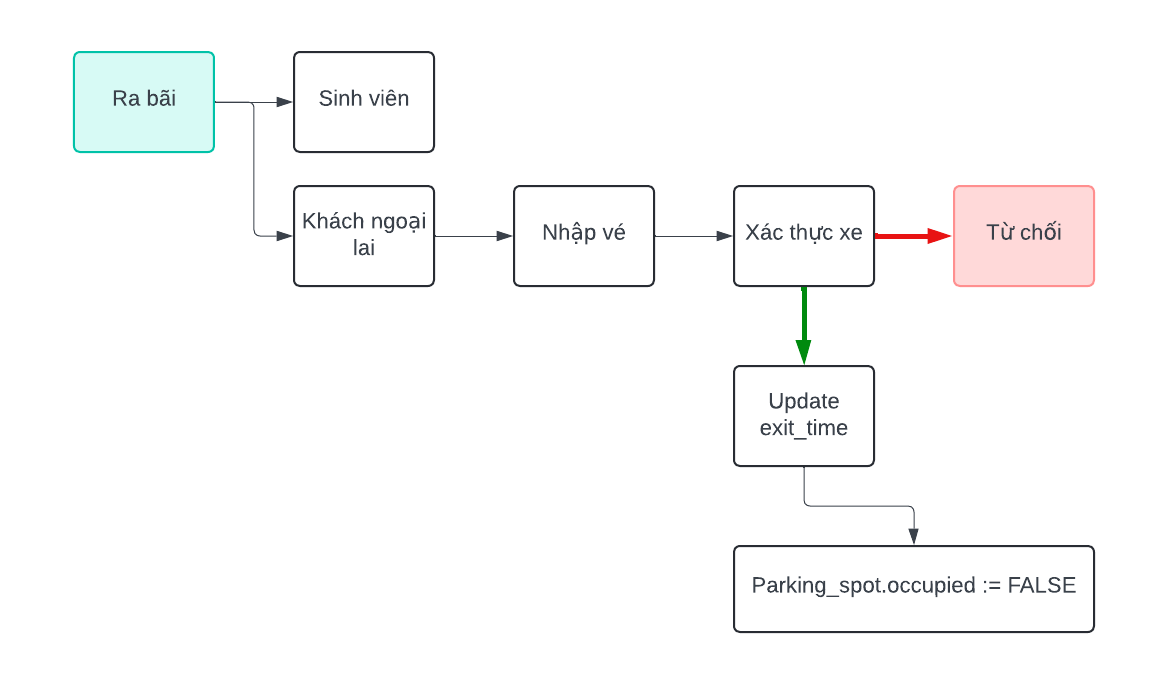 Ra bãi
Sinh viên
Khách ngoại
lai
Nhập vé
Xác thực xe
Từ chối
Update
exit_time
Parking_spot.occupied := FALSE